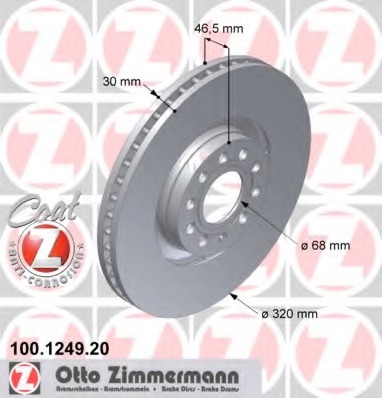 46,5 mm
30 mm
Coat
Z
ANTI-CORROSION
ø 68 mm
ø 320 mm
100.1249.20
Z
Otto Zimmermann
Bremsscheiben - Bremstrommeln • Brake Discs - Brake Drums